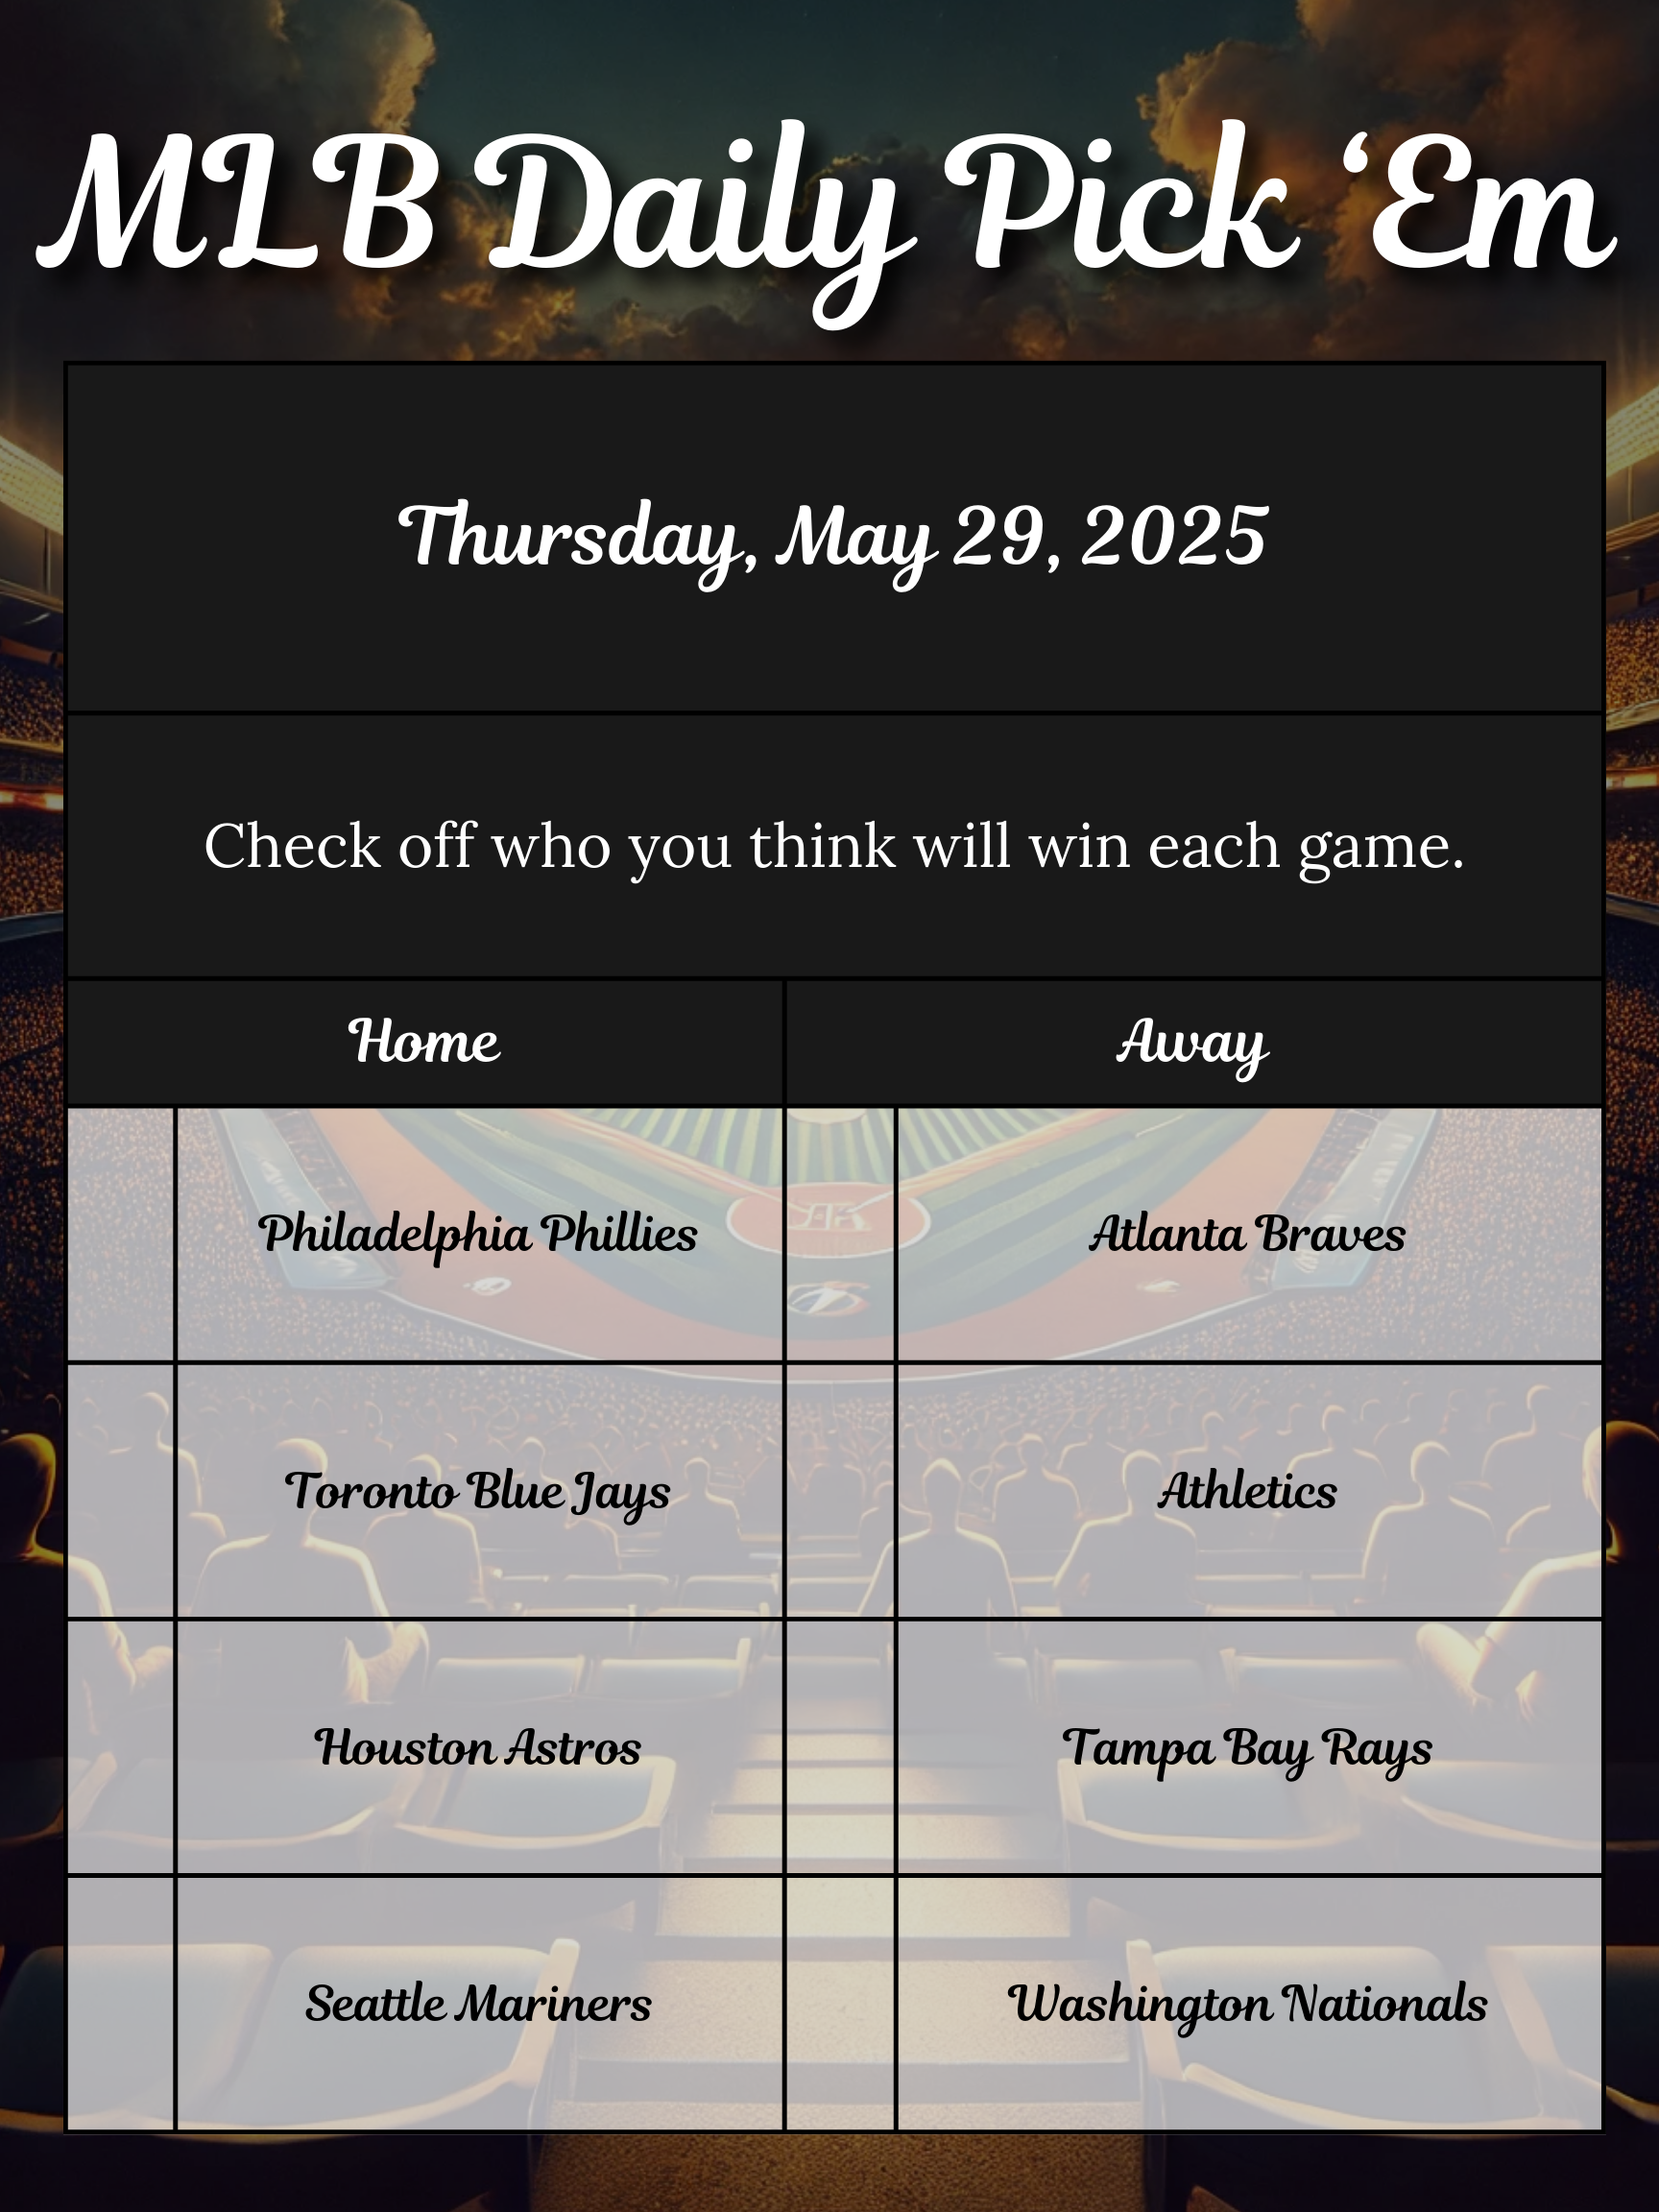 MLB Daily Pick ‘Em
Thursday, May 29, 2025
Check off who you think will win each game.
Home Away
Philadelphia Phillies Atlanta Braves
Toronto Blue Jays Athletics
Houston Astros Tampa Bay Rays
Seattle Mariners Washington Nationals